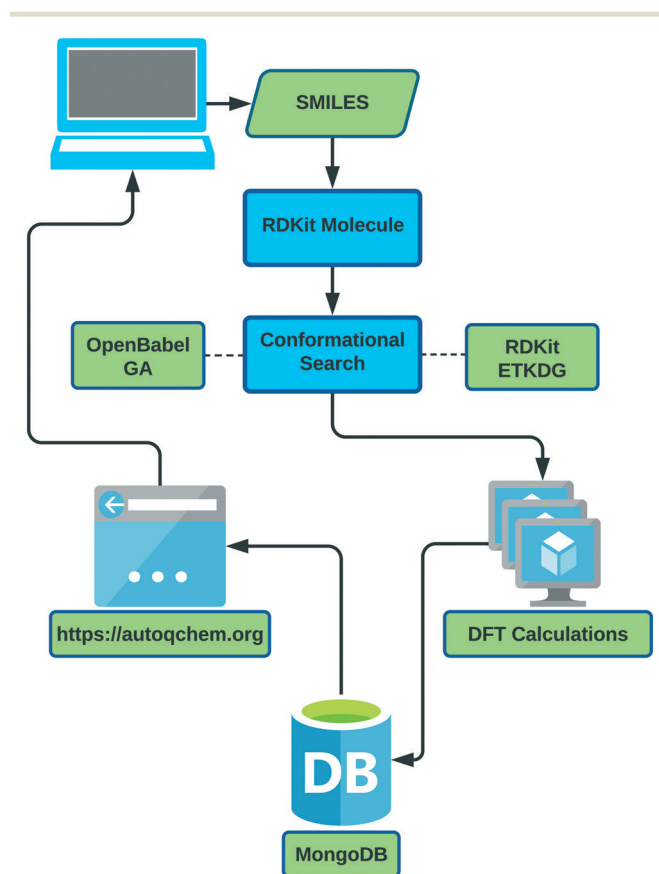 SMILES
RDKit Molecule
OpenBabel
GA
Conformational
Search
RDKit
ETKDG
https://autoqchem.org
DFT Calculations
DB
MongoDB